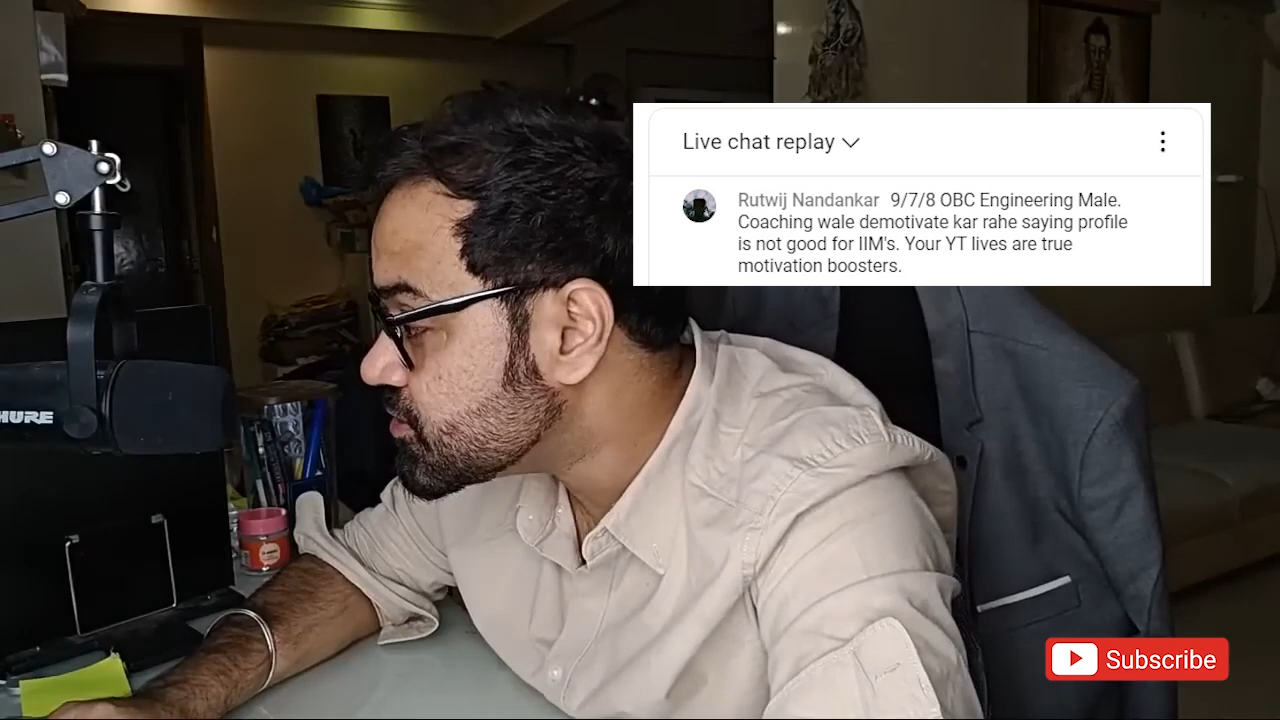 Live chat replay
Rutwij Nandankar 9/7/8 OBC Engineering Male.
Coaching wale demotivate kar rahe saying profile
is not good for IIM's. Your YT lives are true
motivation boosters.
HURE
Subscribe